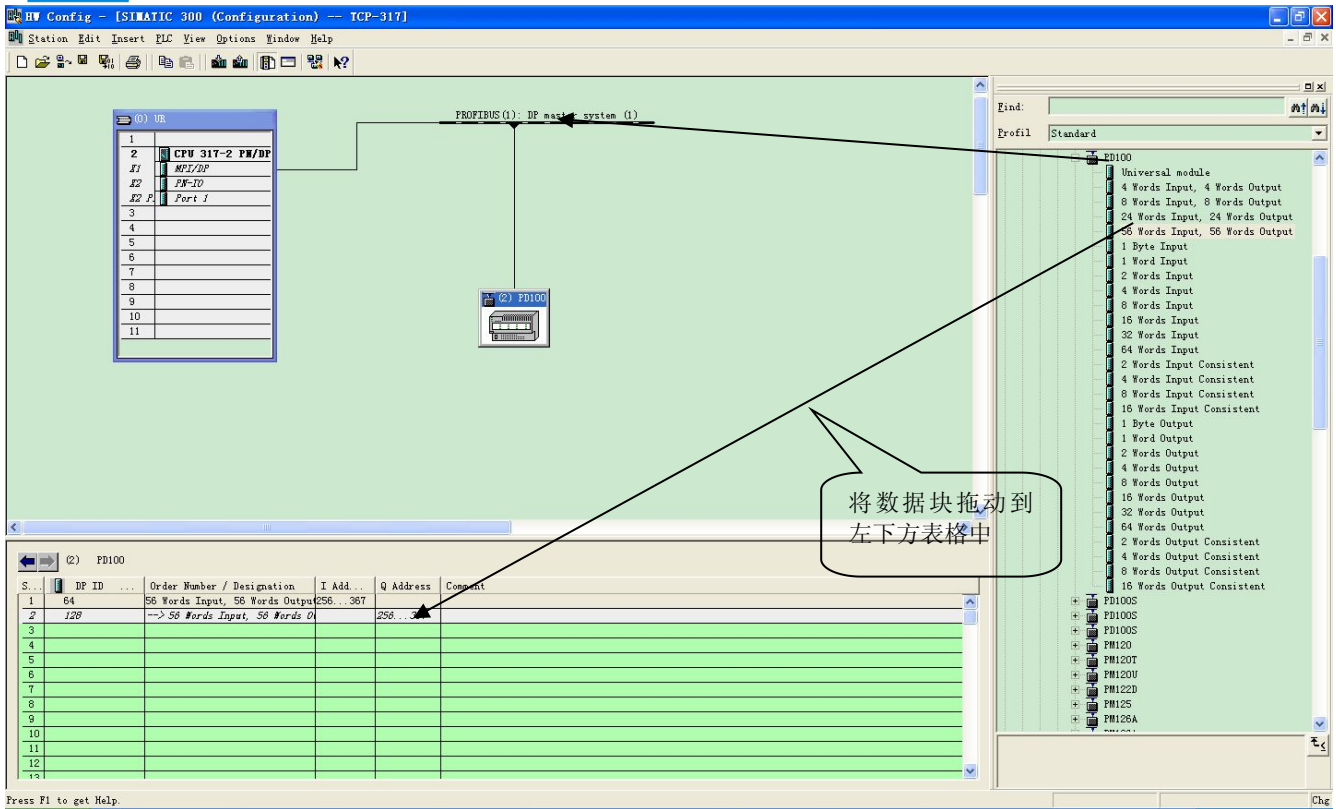 HW Config - [SIMATIC 300 (Configuration) -- TCP-317]
Station Edit Insert PLC View Options Window Help
(0) UR
1
2 CPU 317-2 PN/DP
X1 MPI/DP
X2 PN-IO
X2 P. Port 1
3
4
5
6
7
8
9
10
11
PROFIBUS(1): DP master system (1)
(2) PD100
将数据块拖动到
左下方表格中
Find:
Profil Standard
PD100
Universal module
4 Words Input, 4 Words Output
8 Words Input, 8 Words Output
24 Words Input, 24 Words Output
56 Words Input, 56 Words Output
1 Byte Input
1 Word Input
2 Words Input
4 Words Input
8 Words Input
16 Words Input
32 Words Input
64 Words Input
2 Words Input Consistent
4 Words Input Consistent
8 Words Input Consistent
16 Words Input Consistent
1 Byte Output
1 Word Output
2 Words Output
4 Words Output
8 Words Output
16 Words Output
32 Words Output
64 Words Output
2 Words Output Consistent
4 Words Output Consistent
8 Words Output Consistent
16 Words Output Consistent
PD100S
PD100S
PD100S
PM120
PM120T
PM120U
PM122D
PM125
PM126A
(2) PD100
S... DP ID ... Order Number / Designation I Add... Q Address Comment
1 64 56 Words Input, 56 Words Output 256...367
2 128 --> 56 Words Input, 56 Words O 256...
3
4
5
6
7
8
9
10
11
12
13
Press F1 to get Help.
Chg